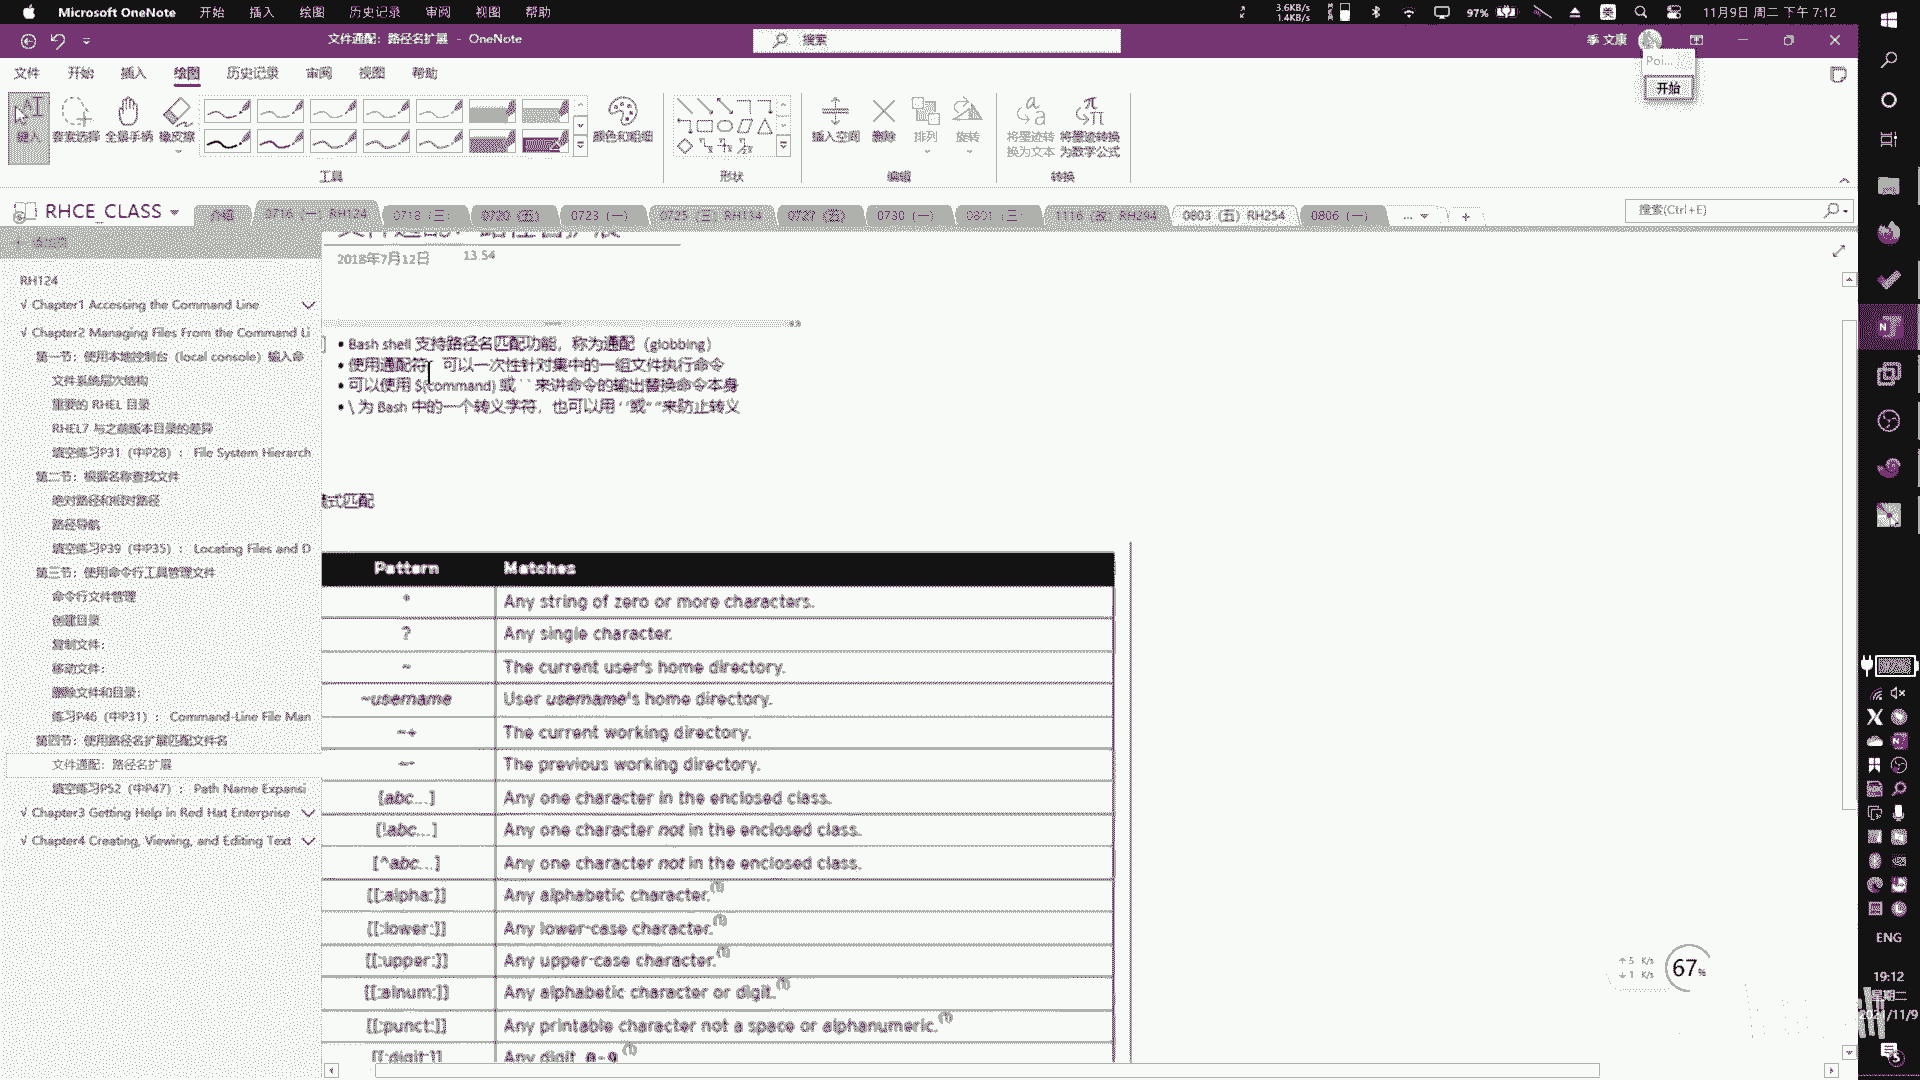 Microsoft OneNote 开始 插入 绘图 历史记录 审阅 视图 帮助
3.6KB/s
1.4KB/s
97%
11月9日 周二 下午 7:12
文件通配：路径名扩展 - OneNote
搜索
季 文康
文件 开始 插入 绘图 历史记录 审阅 视图 帮助
Poi...
开始
键入 套索选择 全景手柄 橡皮擦
颜色和粗细
插入空间 删除 排列 旋转
将墨迹转换为文本
将墨迹转换为数学公式
工具 形状 编辑 转换
RHCE_CLASS
介绍 0716（一）RH124 0718（三） 0720（五） 0723（一） 0725（三）RH134 0727（五） 0730（一） 0801（三） RH294 0803（五）RH254 0806（一） ... +
搜索(Ctrl+E)
添加页
RH124
√ Chapter1 Accessing the Command Line
√ Chapter2 Managing Files From the Command Li
第一节：使用本地控制台（local console）输入命
文件系统层次结构
重要的 RHEL 目录
RHEL7 与之前版本目录的差异
填空练习P31（中P28）： File System Hierarch
第二节：根据名称查找文件
绝对路径和相对路径
路径导航
填空练习P39（中P35）： Locating Files and D
第三节：使用命令行工具管理文件
命令行文件管理
创建目录
复制文件：
移动文件：
删除文件和目录：
练习P46（中P31）： Command-Line File Man
第四节：使用路径名扩展匹配文件名
文件通配：路径名扩展
填空练习P52（中P47）： Path Name Expansi
√ Chapter3 Getting Help in Red Hat Enterprise
√ Chapter4 Creating, Viewing, and Editing Text
2018年7月12日 13:54
• Bash shell 支持路径名匹配功能，称为通配（globbing）
• 使用通配符，可以一次性针对集中的一组文件执行命令
• 可以使用 $(command) 或 `` 来讲命令的输出替换命令本身
• \ 为 Bash 中的一个转义字符，也可以用 ' '或" "来防止转义
式匹配
Pattern Matches
* Any string of zero or more characters.
? Any single character.
~ The current user's home directory.
~username User username's home directory.
~+ The current working directory.
~- The previous working directory.
[abc...] Any one character in the enclosed class.
[!abc...] Any one character not in the enclosed class.
[^abc...] Any one character not in the enclosed class.
[[:alpha:]] Any alphabetic character.(1)
[[:lower:]] Any lower-case character.(1)
[[:upper:]] Any upper-case character.(1)
[[:alnum:]] Any alphabetic character or digit.(1)
[[:punct:]] Any printable character not a space or alphanumeric.(1)
[[:digit:]] Any digit, 0-9(1)
↑ 5 K/s
↓ 1 K/s
67%
ENG
19:12
星期二
2021/11/9